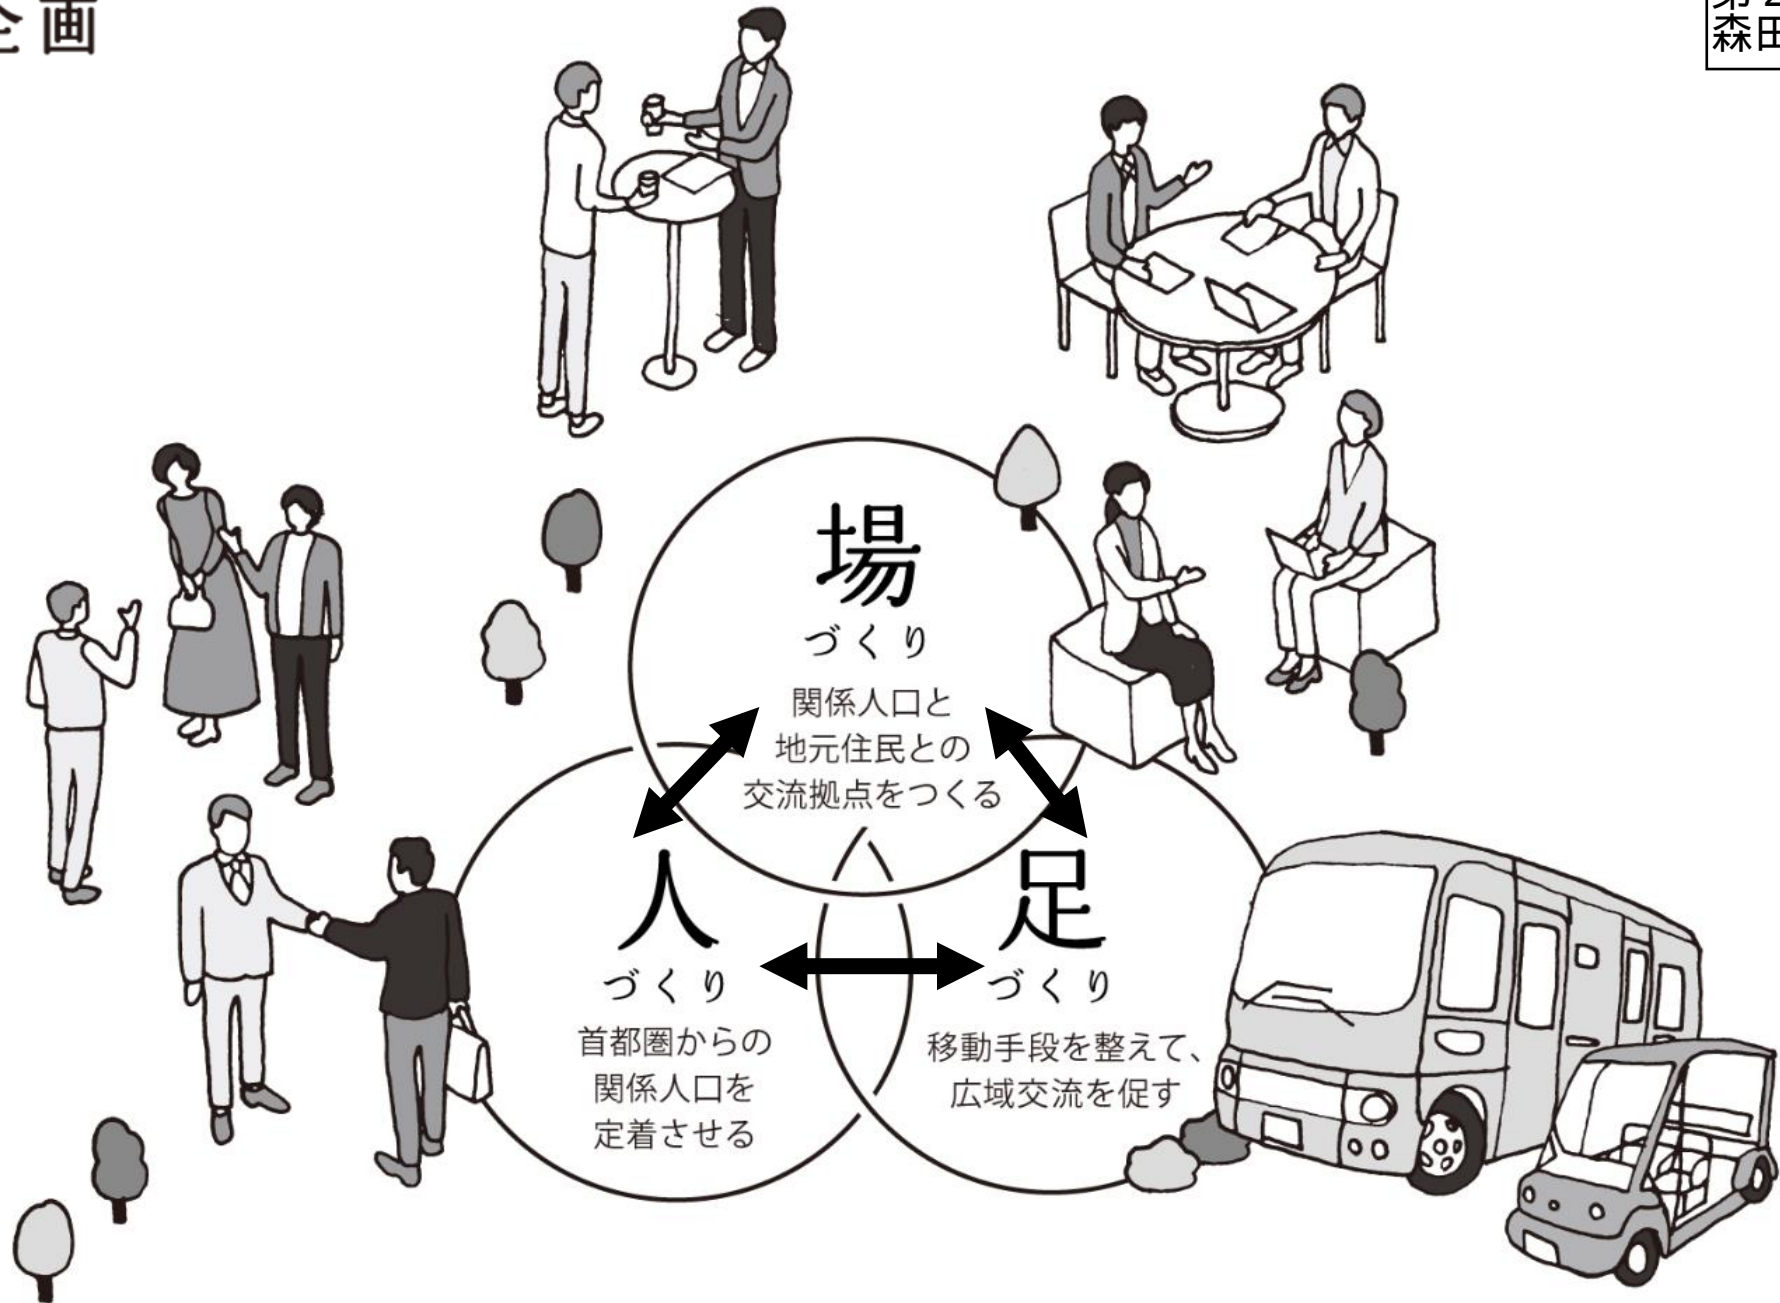 画
森田
場
づくり
関係人口と
地元住民との
交流拠点をつくる
人
づくり
首都圏からの
関係人口を
定着させる
足
づくり
移動手段を整えて、
広域交流を促す